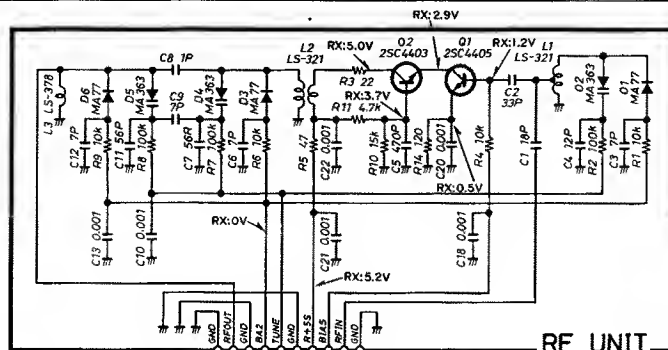 RX:2.9V
C8 1P
L2
LS-321
RX:5.0V
Q2
2SC4403
Q1
2SC4405
RX:1.2V
L1
LS-321
L3 LS-378
D6
MA77
D5
MA363
C9
7P
D4
MA363
D3
MA77
R3 22
RX:3.7V
R11 4.7k
C2
33P
D2
MA363
D1
MA77
C12 7P
R9 10k
C11 56P
R8 100k
C7 56P
R7 100k
C6 7P
R6 10k
R5 47
C22 0.001
R10 15k
C5 470P
R14 120
C20 0.001
R4 10k
C1 18P
C4 12P
R2 100k
C3 7P
R1 10k
RX:0.5V
RX:0V
C13 0.001
C10 0.001
C21 0.001
C18 0.001
RX:5.2V
GND
RFOUT
GND
BA2
TUNE
GND
R+5S
BIAS
RFIN
GND
RF UNIT